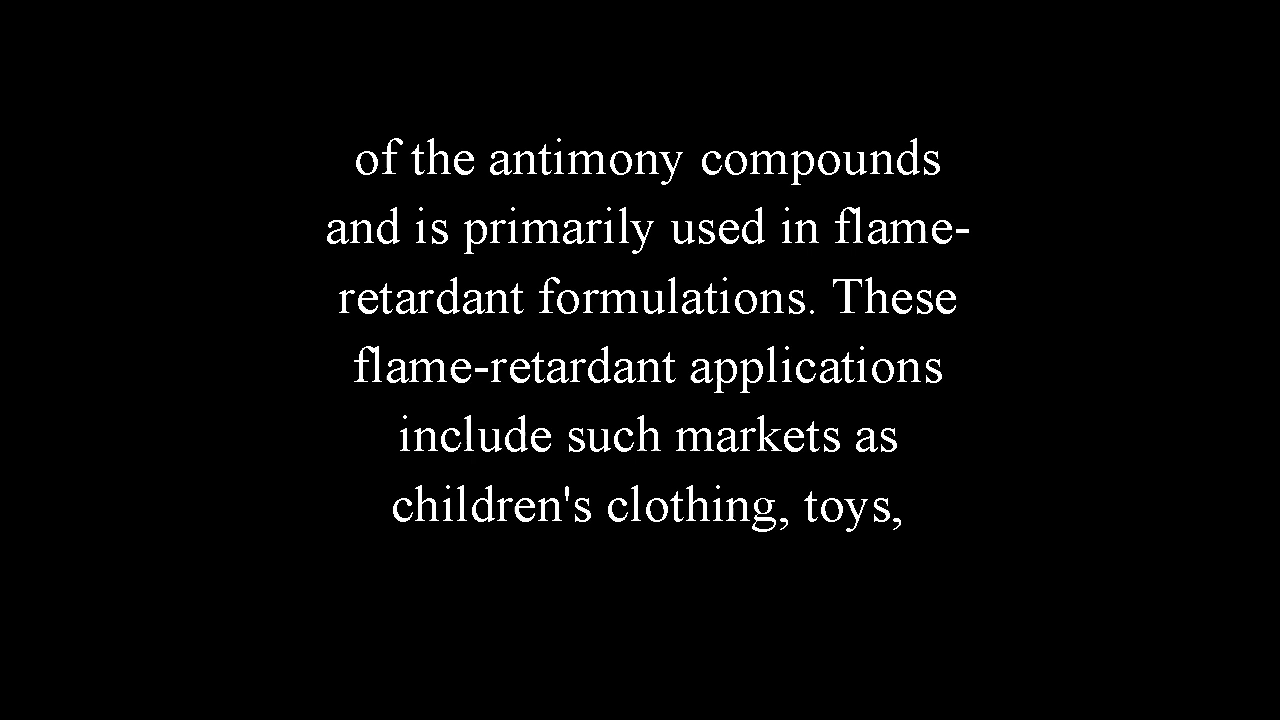 of the antimony compounds
and is primarily used in flame-
retardant formulations. These
flame-retardant applications
include such markets as
children's clothing, toys,